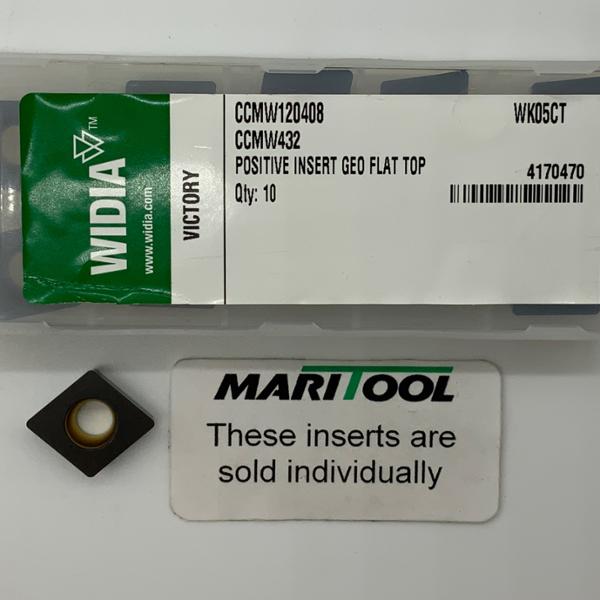 WIDIA™
www.widia.com
VICTORY
CCMW120408
WK05CT
CCMW432
POSITIVE INSERT GEO FLAT TOP
4170470
Qty: 10
MARITOOL
These inserts are
sold individually